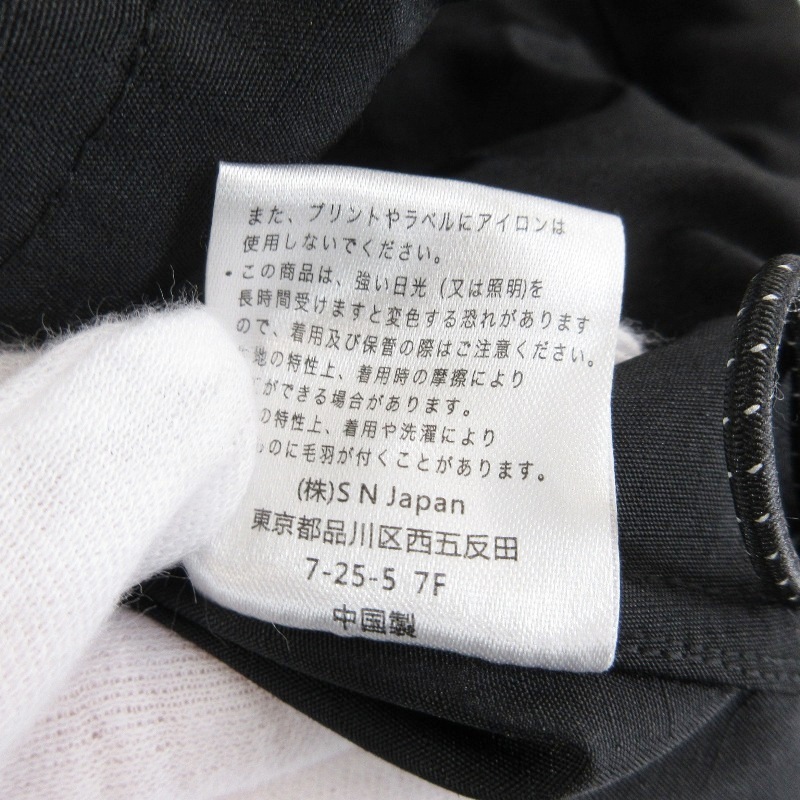 また、プリントやラベルにアイロンは
使用しないでください。
・この商品は、強い日光（又は照明)を
長時間受けますと変色する恐れがあります
ので、着用及び保管の際はご注意ください。
地の特性上、着用時の摩擦により
ができる場合があります。
の特性上、着用や洗濯により
のに毛羽が付くことがあります。
(株)S N Japan
東京都品川区西五反田
7-25-5 7F
中国製